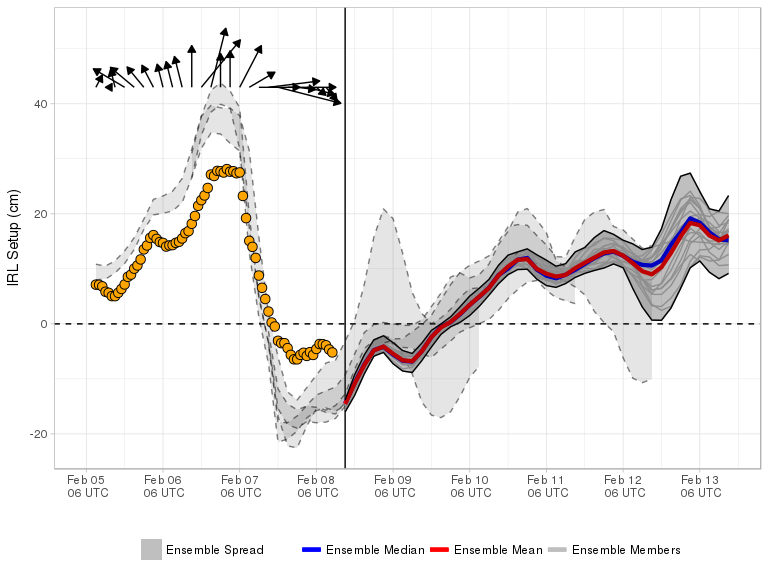 IRL Setup (cm)
40
20
0
-20
Feb 05 Feb 06 Feb 07 Feb 08 Feb 09 Feb 10 Feb 11 Feb 12 Feb 13
06 UTC 06 UTC 06 UTC 06 UTC 06 UTC 06 UTC 06 UTC 06 UTC 06 UTC
Ensemble Spread Ensemble Median Ensemble Mean Ensemble Members